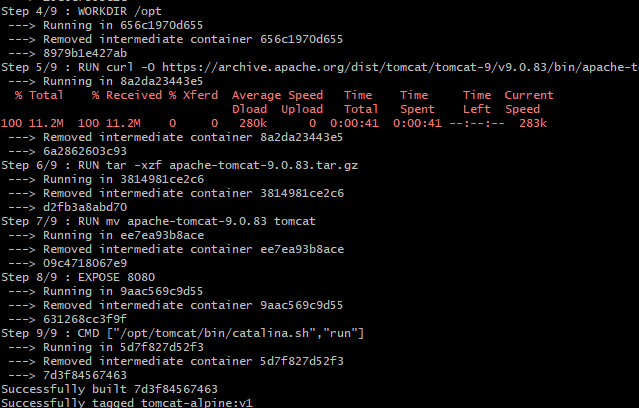 Step 4/9 : WORKDIR /opt
---> Running in 656c1970d655
---> Removed intermediate container 656c1970d655
---> 8979b1e427ab
Step 5/9 : RUN curl -O https://archive.apache.org/dist/tomcat/tomcat-9/v9.0.83/bin/apache-to
---> Running in 8a2da23443e5
% Total % Received % Xferd Average Speed Time Time Time Current
Dload Upload Total Spent Left Speed
100 11.2M 100 11.2M 0 0 280k 0 0:00:41 0:00:41 --:--:-- 283k
---> Removed intermediate container 8a2da23443e5
---> 6a2862603c93
Step 6/9 : RUN tar -xzf apache-tomcat-9.0.83.tar.gz
---> Running in 3814981ce2c6
---> Removed intermediate container 3814981ce2c6
---> d2fb3a8abd70
Step 7/9 : RUN mv apache-tomcat-9.0.83 tomcat
---> Running in ee7ea93b8ace
---> Removed intermediate container ee7ea93b8ace
---> 09c4718067e9
Step 8/9 : EXPOSE 8080
---> Running in 9aac569c9d55
---> Removed intermediate container 9aac569c9d55
---> 631268cc3f9f
Step 9/9 : CMD ["/opt/tomcat/bin/catalina.sh","run"]
---> Running in 5d7f827d52f3
---> Removed intermediate container 5d7f827d52f3
---> 7d3f84567463
Successfully built 7d3f84567463
Successfully tagged tomcat-alpine:v1